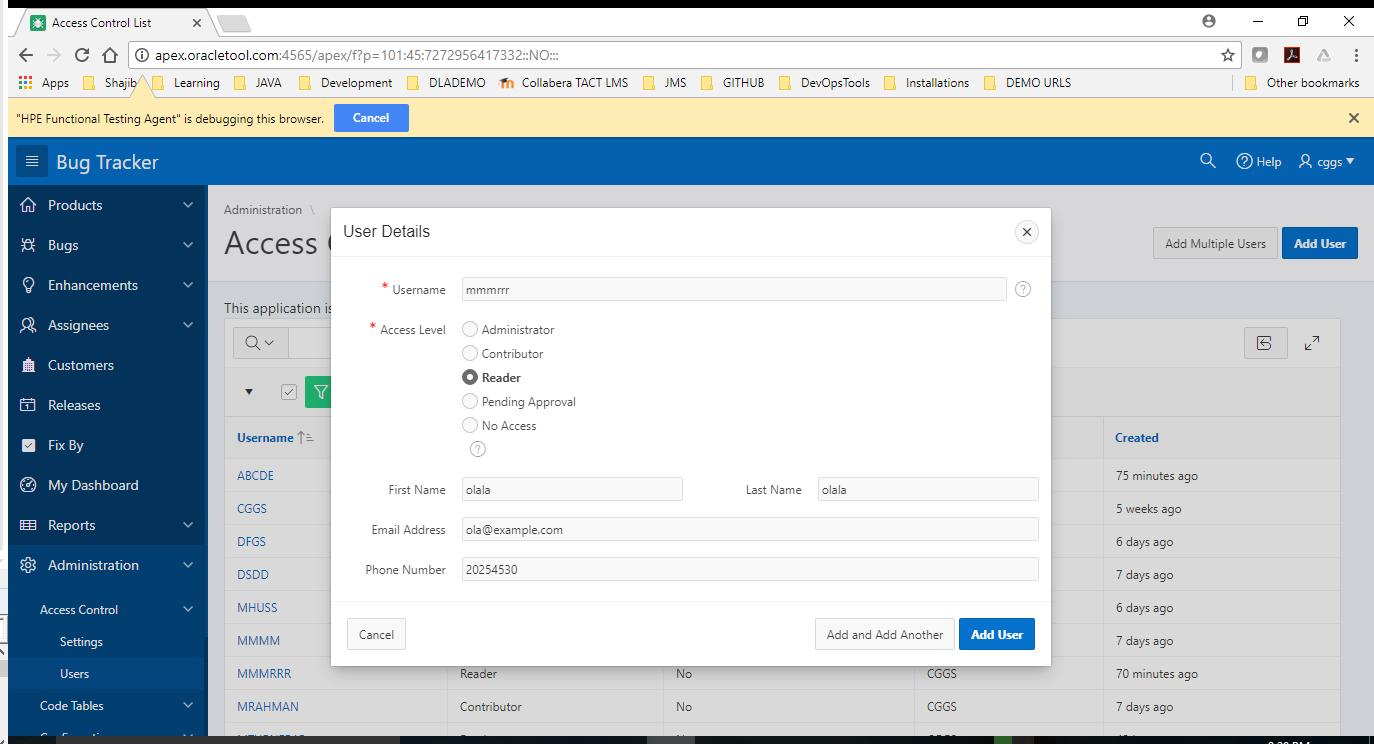 Access Control List
apex.oracletool.com:4565/apex/f?p=101:45:7272956417332::NO:::
Apps Shajib Learning JAVA Development DLADEMO Collabera TACT LMS JMS GITHUB DevOpsTools Installations DEMO URLS Other bookmarks
"HPE Functional Testing Agent" is debugging this browser. Cancel
Bug Tracker Help cggs
Products
Bugs
Enhancements
Assignees
Customers
Releases
Fix By
My Dashboard
Reports
Administration
Access Control
Settings
Users
Code Tables
Administration \
Access
Add Multiple Users Add User
This application is
User Details
* Username mmmrrr
* Access Level Administrator
Contributor
Reader
Pending Approval
No Access
First Name olala Last Name olala
Email Address ola@example.com
Phone Number 20254530
Cancel Add and Add Another Add User
Username Created
ABCDE 75 minutes ago
CGGS 5 weeks ago
DFGS 6 days ago
DSDD 7 days ago
MHUSS 6 days ago
MMMM 7 days ago
MMMRRR Reader No CGGS 70 minutes ago
MRAHMAN Contributor No CGGS 7 days ago